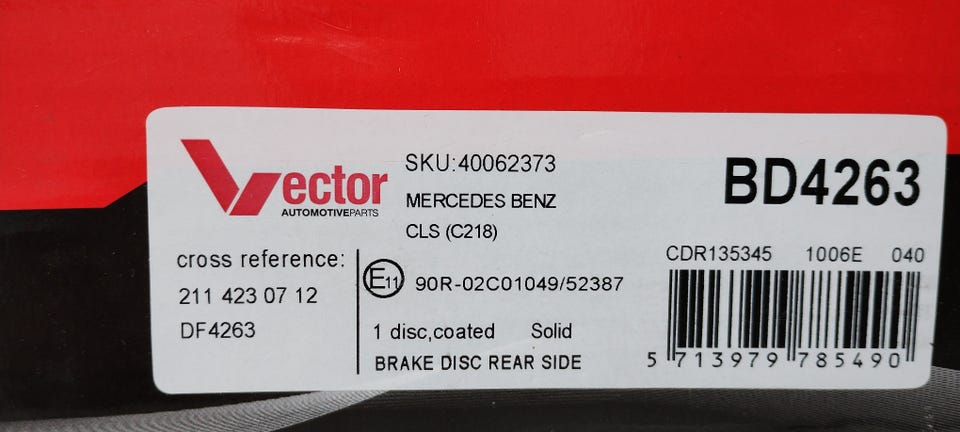 Vector
AUTOMOTIVEPARTS
SKU:40062373
MERCEDES BENZ
CLS (C218)
BD4263
cross reference:
211 423 07 12
DF4263
E11 90R-02C01049/52387
1 disc,coated Solid
BRAKE DISC REAR SIDE
CDR135345 1006E 040
5 713979 785490